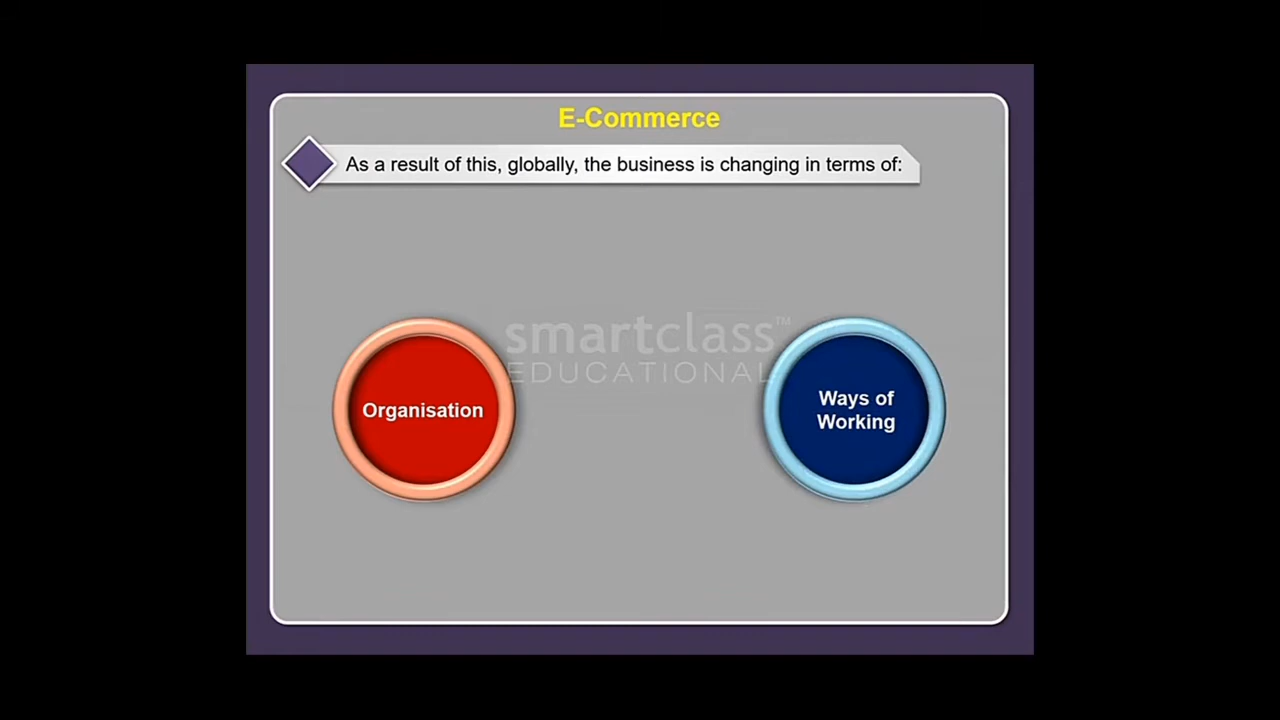 E-Commerce
As a result of this, globally, the business is changing in terms of:
smartclass™
EDUCATIONAL
Organisation
Ways of
Working